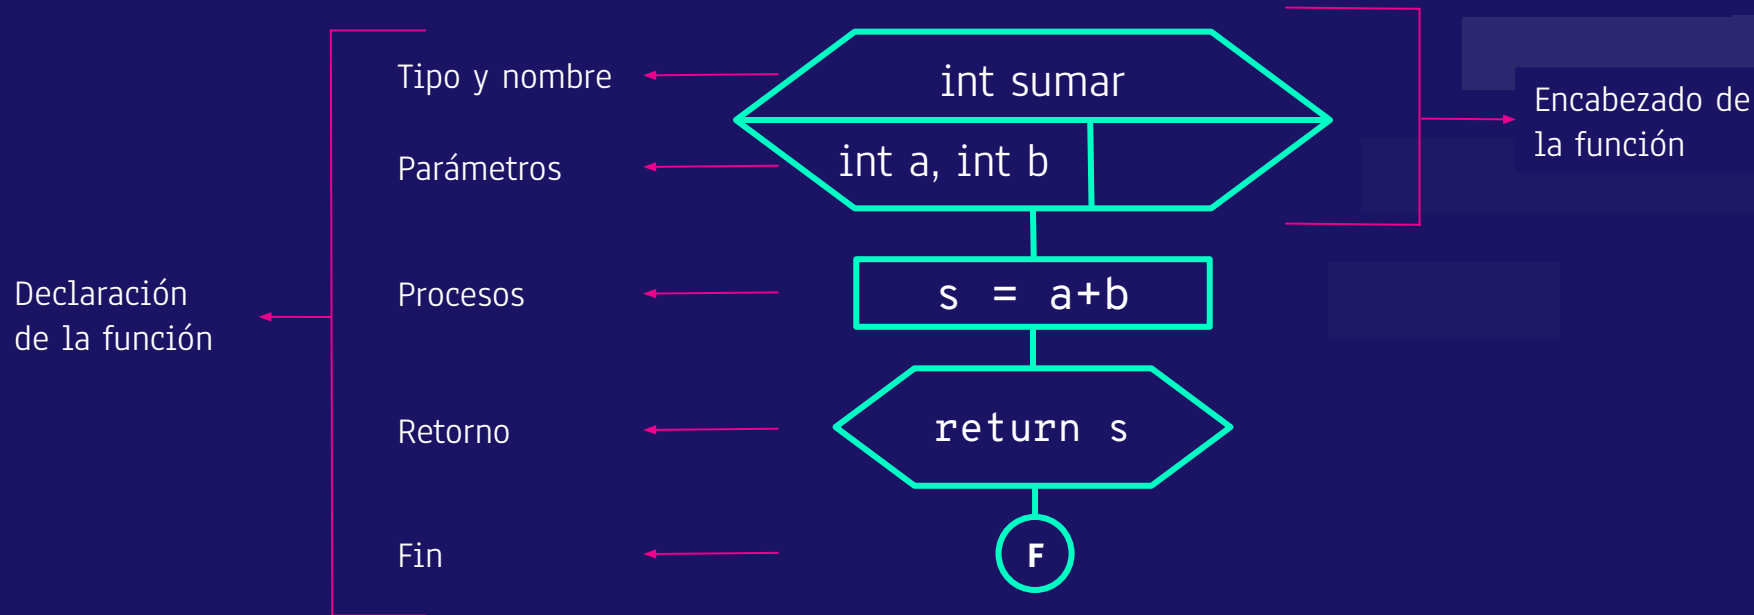 Tipo y nombre
int sumar
Encabezado de
la función
Parámetros
int a, int b
Declaración
de la función
Procesos
s = a+b
Retorno
return s
Fin
F